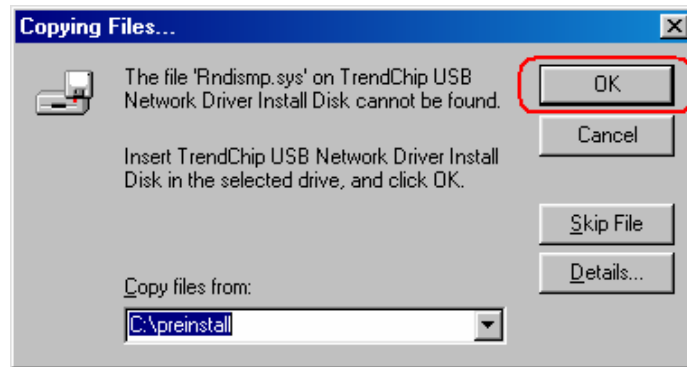 Copying Files...
The file 'Rndismp.sys' on TrendChip USB
Network Driver Install Disk cannot be found.
Insert TrendChip USB Network Driver Install
Disk in the selected drive, and click OK.
Copy files from:
C:\preinstall
OK
Cancel
Skip File
Details...